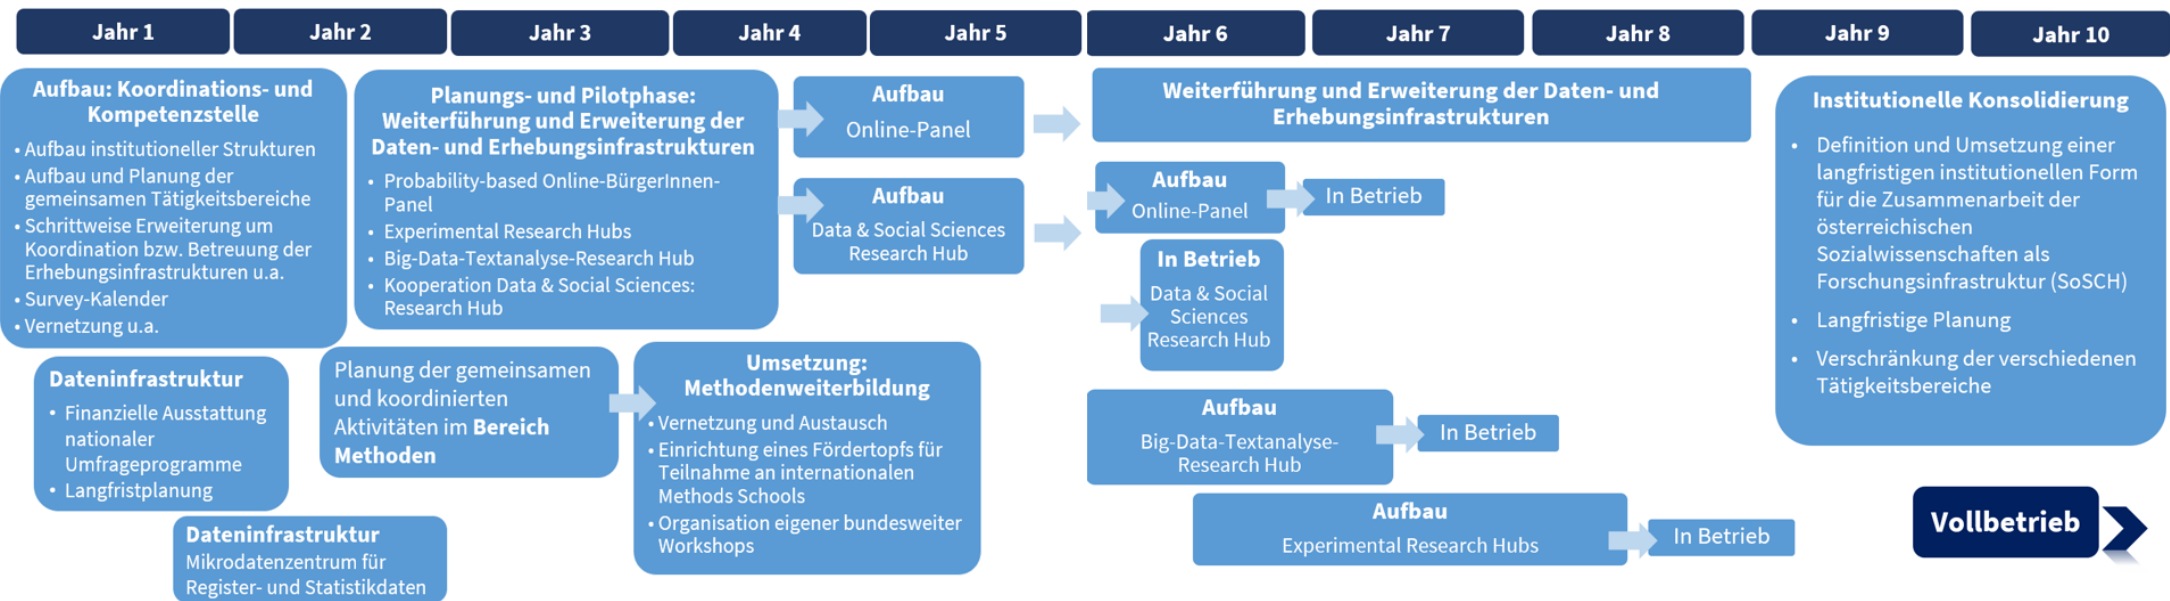 Jahr 1
Jahr 2
Jahr 3
Jahr 4
Jahr 5
Jahr 6
Jahr 7
Jahr 8
Jahr 9
Jahr 10
Aufbau: Koordinations- und
Kompetenzstelle
• Aufbau institutioneller Strukturen
• Aufbau und Planung der
gemeinsamen Tätigkeitsbereiche
• Schrittweise Erweiterung um
Koordination bzw. Betreuung der
Erhebungsinfrastrukturen u.a.
• Survey-Kalender
• Vernetzung u.a.
Dateninfrastruktur
• Finanzielle Ausstattung
nationaler
Umfrageprogramme
• Langfristplanung
Dateninfrastruktur
Mikrodatenzentrum für
Register- und Statistikdaten
Planungs- und Pilotphase:
Weiterführung und Erweiterung der
Daten- und Erhebungsinfrastrukturen
• Probability-based Online-BürgerInnen-
Panel
• Experimental Research Hubs
• Big-Data-Textanalyse-Research Hub
• Kooperation Data & Social Sciences:
Research Hub
Planung der gemeinsamen
und koordinierten
Aktivitäten im Bereich
Methoden
Umsetzung:
Methodenweiterbildung
• Vernetzung und Austausch
• Einrichtung eines Fördertopfs für
Teilnahme an internationalen
Methods Schools
• Organisation eigener bundesweiter
Workshops
Aufbau
Online-Panel
Aufbau
Data & Social Sciences
Research Hub
Weiterführung und Erweiterung der Daten- und
Erhebungsinfrastrukturen
Aufbau
Online-Panel
In Betrieb
In Betrieb
Data & Social
Sciences
Research Hub
Aufbau
Big-Data-Textanalyse-
Research Hub
In Betrieb
Aufbau
Experimental Research Hubs
In Betrieb
Institutionelle Konsolidierung
• Definition und Umsetzung einer
langfristigen institutionellen Form
für die Zusammenarbeit der
österreichischen
Sozialwissenschaften als
Forschungsinfrastruktur (SoSCH)
• Langfristige Planung
• Verschränkung der verschiedenen
Tätigkeitsbereiche
Vollbetrieb